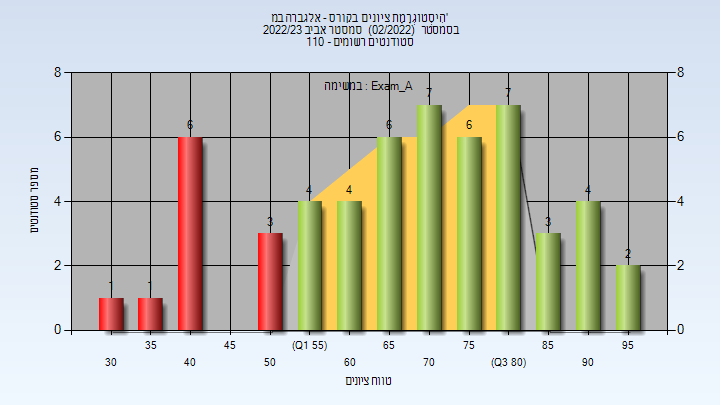 היסטוגרמת ציונים בקורס - אלגברה במ'
בסמסטר (02/2022) סמסטר אביב 2022/23
סטודנטים רשומים - 110
במשימה : Exam_A
8 8
7 7
6 6 6 6 6
4 4 4 4 4
3 3
2 2 2
1 1
0 0
מספר סטודנטים
35 45 (Q1 55) 65 75 85 95
30 40 50 60 70 (Q3 80) 90
טווח ציונים